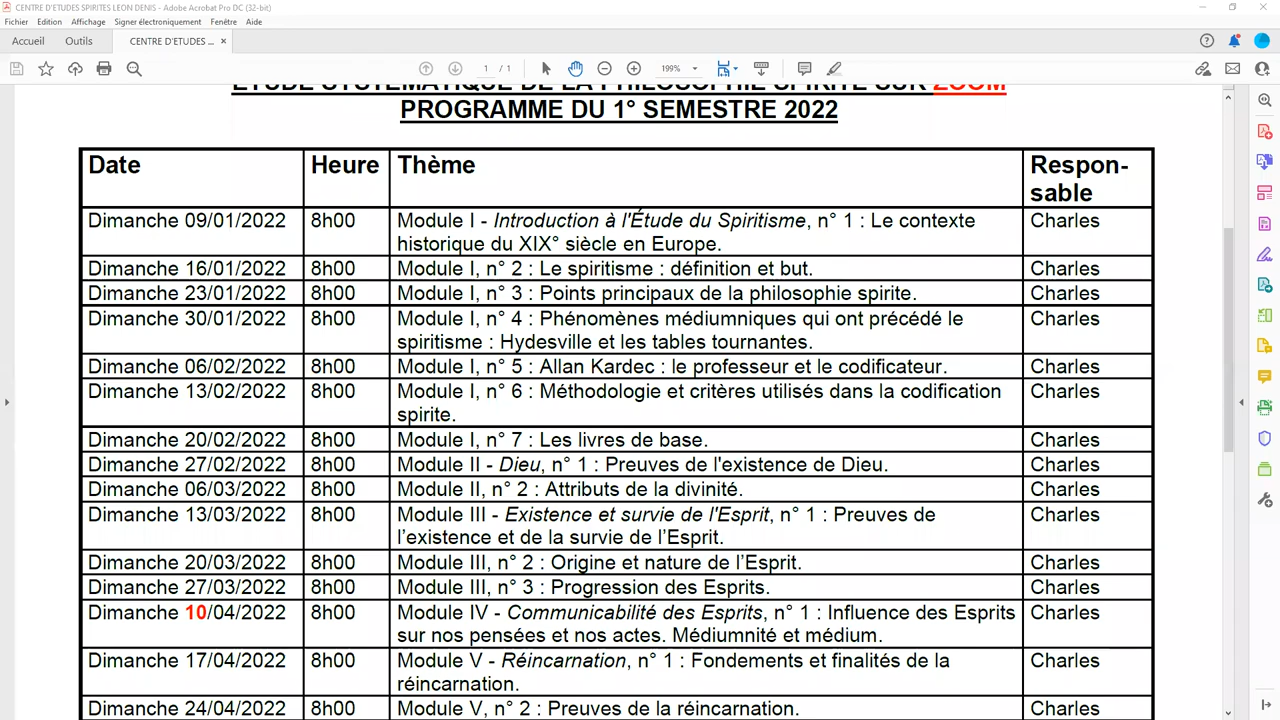 CENTRE D'ETUDES SPIRITES LEON DENIS - Adobe Acrobat Pro DC (32-bit)
Fichier Edition Affichage Signer électroniquement Fenêtre Aide
Accueil Outils CENTRE D'ETUDES ... ×
1 / 1 199%
ETUDE SYSTEMATIQUE DE LA PHILOSOPHIE SPIRITE SUR ZOOM
PROGRAMME DU 1° SEMESTRE 2022
Date Heure Thème Respon-
sable
Dimanche 09/01/2022 8h00 Module I - Introduction à l'Étude du Spiritisme, n° 1 : Le contexte Charles
historique du XIX° siècle en Europe.
Dimanche 16/01/2022 8h00 Module I, n° 2 : Le spiritisme : définition et but. Charles
Dimanche 23/01/2022 8h00 Module I, n° 3 : Points principaux de la philosophie spirite. Charles
Dimanche 30/01/2022 8h00 Module I, n° 4 : Phénomènes médiumniques qui ont précédé le Charles
spiritisme : Hydesville et les tables tournantes.
Dimanche 06/02/2022 8h00 Module I, n° 5 : Allan Kardec : le professeur et le codificateur. Charles
Dimanche 13/02/2022 8h00 Module I, n° 6 : Méthodologie et critères utilisés dans la codification Charles
spirite.
Dimanche 20/02/2022 8h00 Module I, n° 7 : Les livres de base. Charles
Dimanche 27/02/2022 8h00 Module II - Dieu, n° 1 : Preuves de l'existence de Dieu. Charles
Dimanche 06/03/2022 8h00 Module II, n° 2 : Attributs de la divinité. Charles
Dimanche 13/03/2022 8h00 Module III - Existence et survie de l'Esprit, n° 1 : Preuves de Charles
l’existence et de la survie de l’Esprit.
Dimanche 20/03/2022 8h00 Module III, n° 2 : Origine et nature de l’Esprit. Charles
Dimanche 27/03/2022 8h00 Module III, n° 3 : Progression des Esprits. Charles
Dimanche 10/04/2022 8h00 Module IV - Communicabilité des Esprits, n° 1 : Influence des Esprits Charles
sur nos pensées et nos actes. Médiumnité et médium.
Dimanche 17/04/2022 8h00 Module V - Réincarnation, n° 1 : Fondements et finalités de la Charles
réincarnation.
Dimanche 24/04/2022 8h00 Module V, n° 2 : Preuves de la réincarnation. Charles